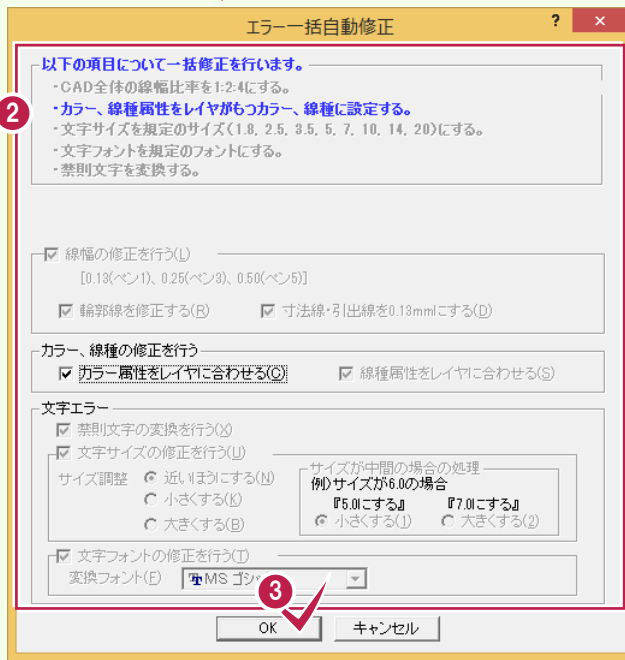 エラー一括自動修正
? ×
2
以下の項目について一括修正を行います。
・CAD全体の線幅比率を1:2:4にする。
・カラー、線種属性をレイヤがもつカラー、線種に設定する。
・文字サイズを規定のサイズ(1.8, 2.5, 3.5, 5, 7, 10, 14, 20)にする。
・文字フォントを規定のフォントにする。
・禁則文字を変換する。
線幅の修正を行う(L)
[0.13(ペン1)、0.25(ペン3)、0.50(ペン5)]
輪郭線を修正する(R) 寸法線・引出線を0.13mmにする(D)
カラー、線種の修正を行う
カラー属性をレイヤに合わせる(C) 線種属性をレイヤに合わせる(S)
文字エラー
禁則文字の変換を行う(X)
文字サイズの修正を行う(U)
サイズが中間の場合の処理
サイズ調整 近いほうにする(N) 例)サイズが6.0の場合
小さくする(K) 『5.0にする』 『7.0にする』
大きくする(B) 小さくする(1) 大きくする(2)
文字フォントの修正を行う(T)
変換フォント(F) MS ゴシ
3
OK キャンセル